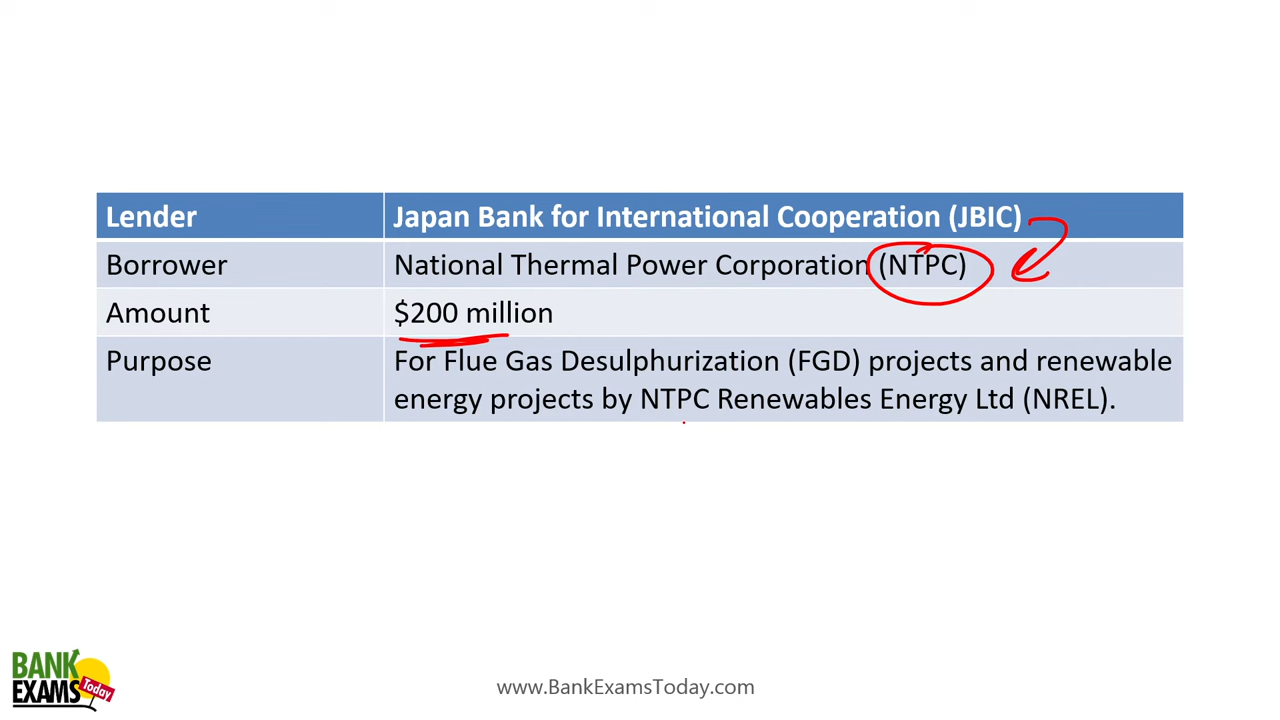 Lender Japan Bank for International Cooperation (JBIC)
Borrower National Thermal Power Corporation (NTPC)
Amount $200 million
Purpose For Flue Gas Desulphurization (FGD) projects and renewable
energy projects by NTPC Renewables Energy Ltd (NREL).
BANK
EXAMS Today
www.BankExamsToday.com